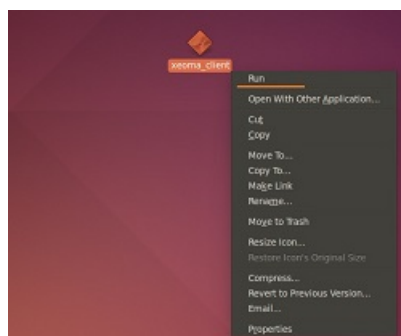 xeoma_client
Run
Open With Other Application...
Cut
Copy
Move To...
Copy To...
Make Link
Rename...
Move to Trash
Resize Icon...
Restore Icon's Original Size
Compress...
Revert to Previous Version...
Email...
Properties